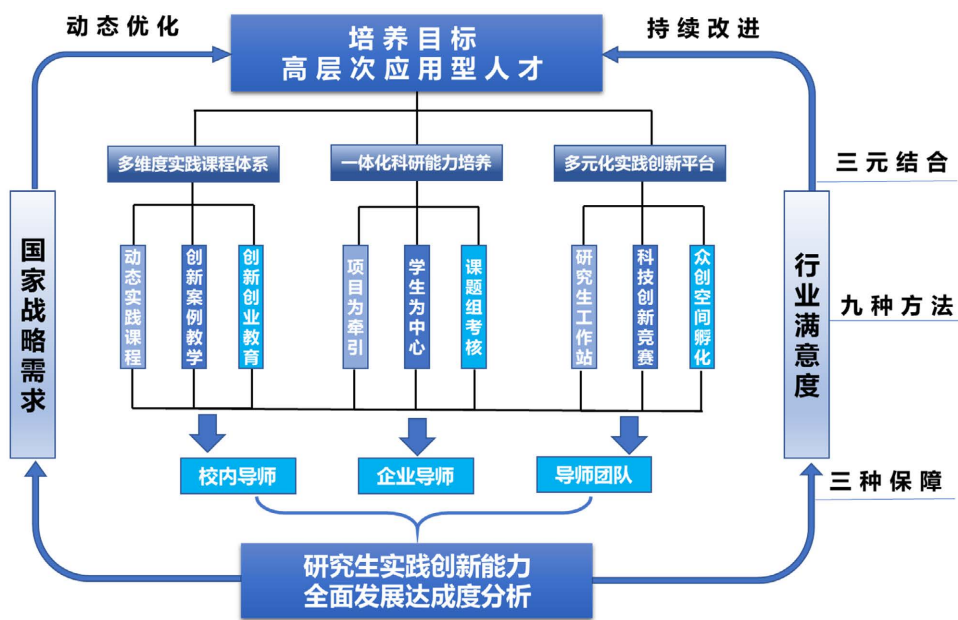 动态优化
培养目标
高层次应用型人才
持续改进
多维度实践课程体系
一体化科研能力培养
多元化实践创新平台
三元结合
国家战略需求
动态实践课程
创新案例教学
创新创业教育
项目为牵引
学生为中心
课题组考核
研究生工作站
科技创新竞赛
众创空间孵化
行业满意度
九种方法
校内导师
企业导师
导师团队
三种保障
研究生实践创新能力
全面发展达成度分析